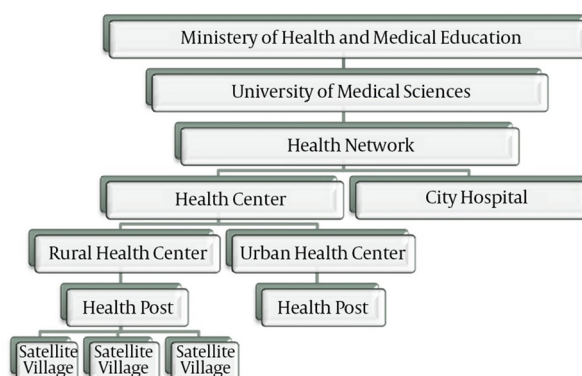 Ministery of Health and Medical Education
University of Medical Sciences
Health Network
Health Center
City Hospital
Rural Health Center
Urban Health Center
Health Post
Health Post
Satellite
Village
Satellite
Village
Satellite
Village